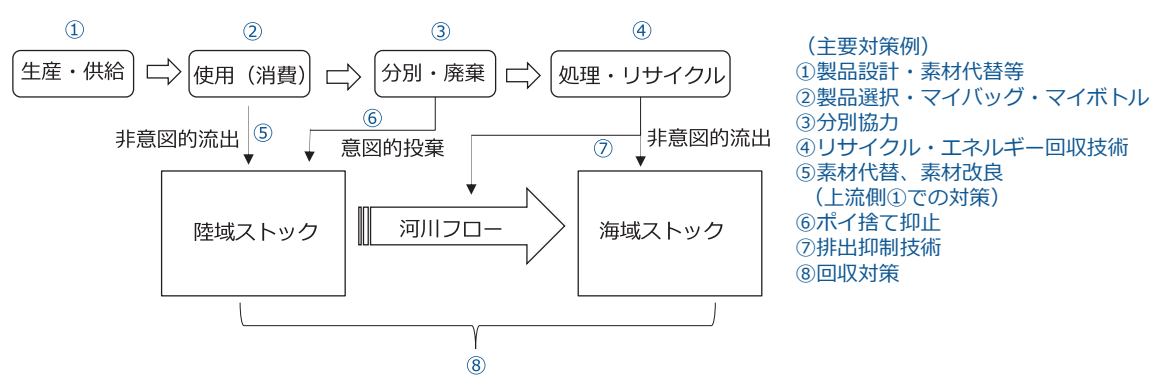 ①
②
③
④
生産・供給
使用（消費）
分別・廃棄
処理・リサイクル
非意図的流出
⑤
⑥
意図的投棄
⑦
非意図的流出
陸域ストック
河川フロー
海域ストック
⑧
（主要対策例）
①製品設計・素材代替等
②製品選択・マイバッグ・マイボトル
③分別協力
④リサイクル・エネルギー回収技術
⑤素材代替、素材改良
（上流側①での対策）
⑥ポイ捨て抑止
⑦排出抑制技術
⑧回収対策